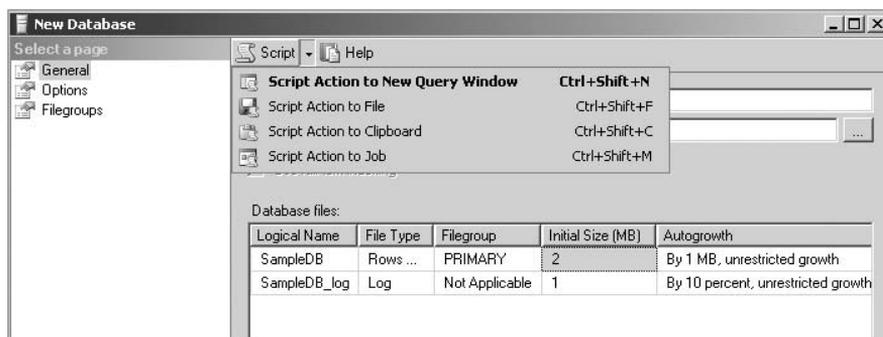 New Database
Select a page
Script Help
General
Options
Filegroups
Script Action to New Query Window Ctrl+Shift+N
Script Action to File Ctrl+Shift+F
Script Action to Clipboard Ctrl+Shift+C
Script Action to Job Ctrl+Shift+M
...
Database files:
Logical Name File Type Filegroup Initial Size (MB) Autogrowth
SampleDB Rows ... PRIMARY 2 By 1 MB, unrestricted growth
SampleDB_log Log Not Applicable 1 By 10 percent, unrestricted growth